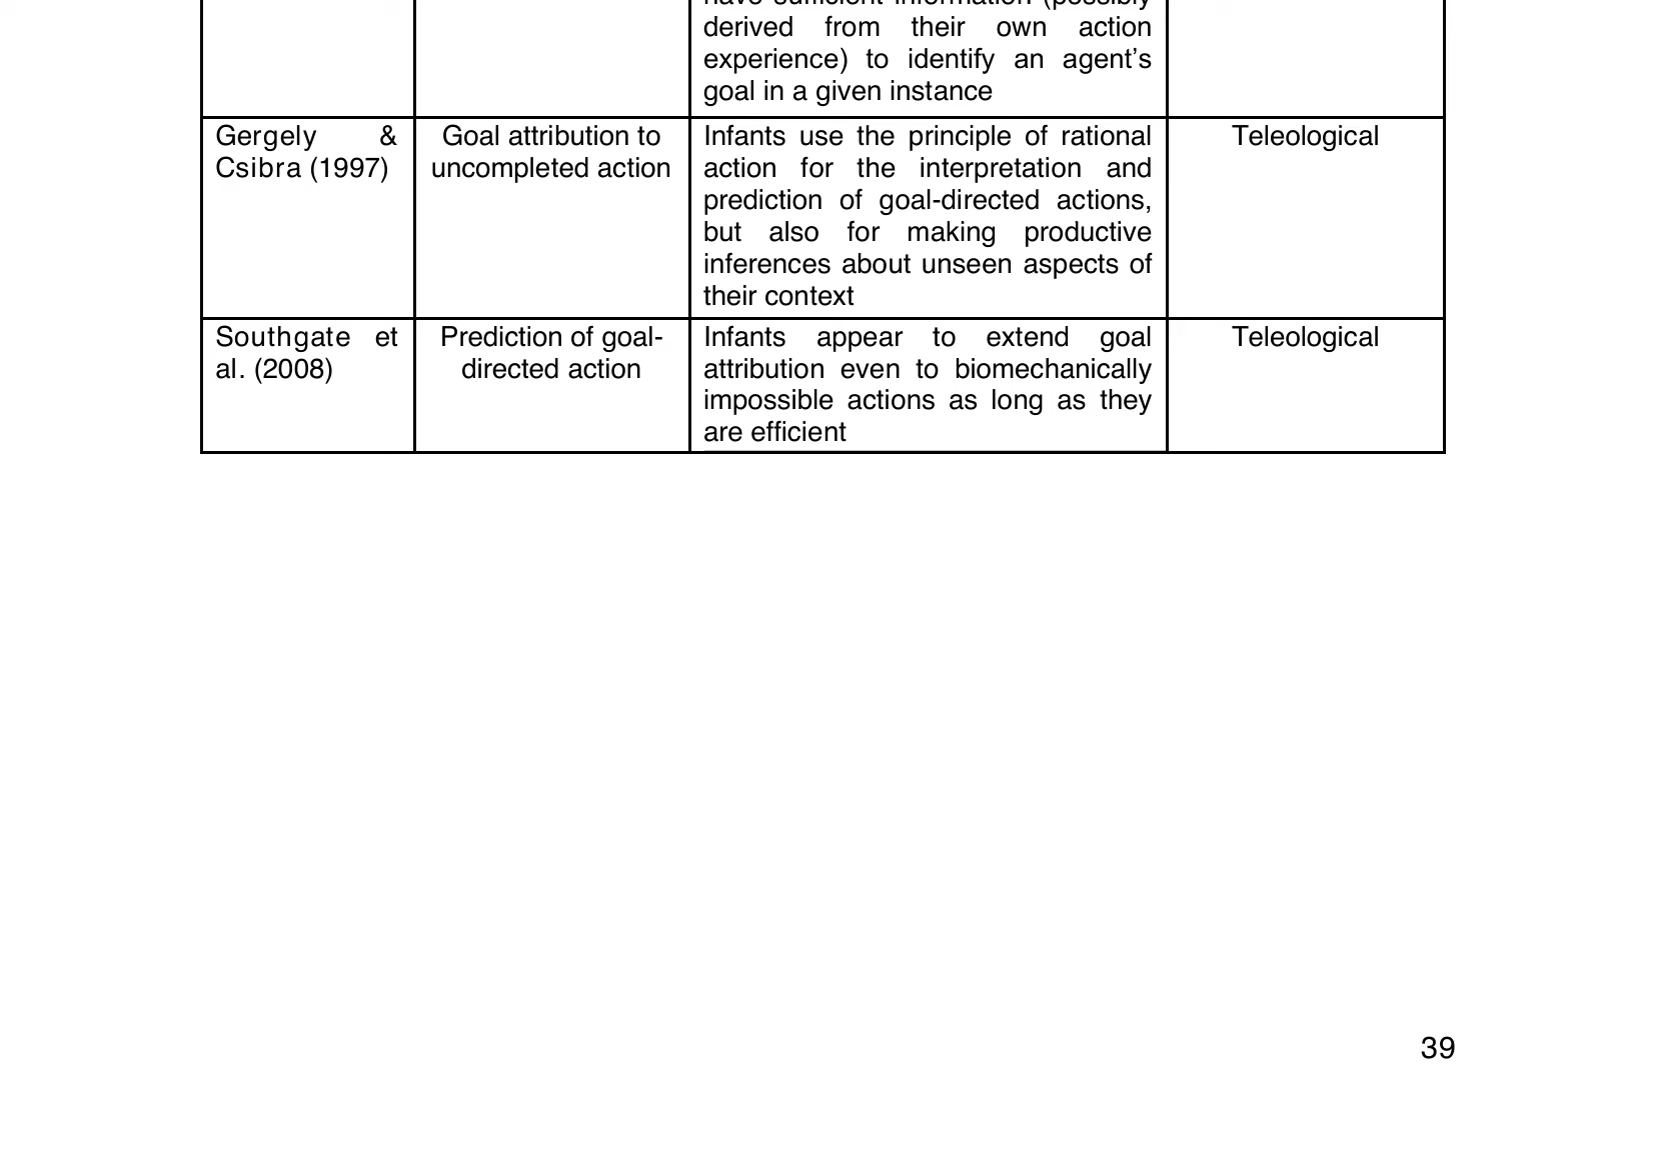 have sufficient information (possibly
derived from their own action
experience) to identify an agent’s
goal in a given instance
Gergely &
Csibra (1997)
Goal attribution to
uncompleted action
Infants use the principle of rational
action for the interpretation and
prediction of goal-directed actions,
but also for making productive
inferences about unseen aspects of
their context
Teleological
Southgate et
al. (2008)
Prediction of goal-
directed action
Infants appear to extend goal
attribution even to biomechanically
impossible actions as long as they
are efficient
Teleological
39